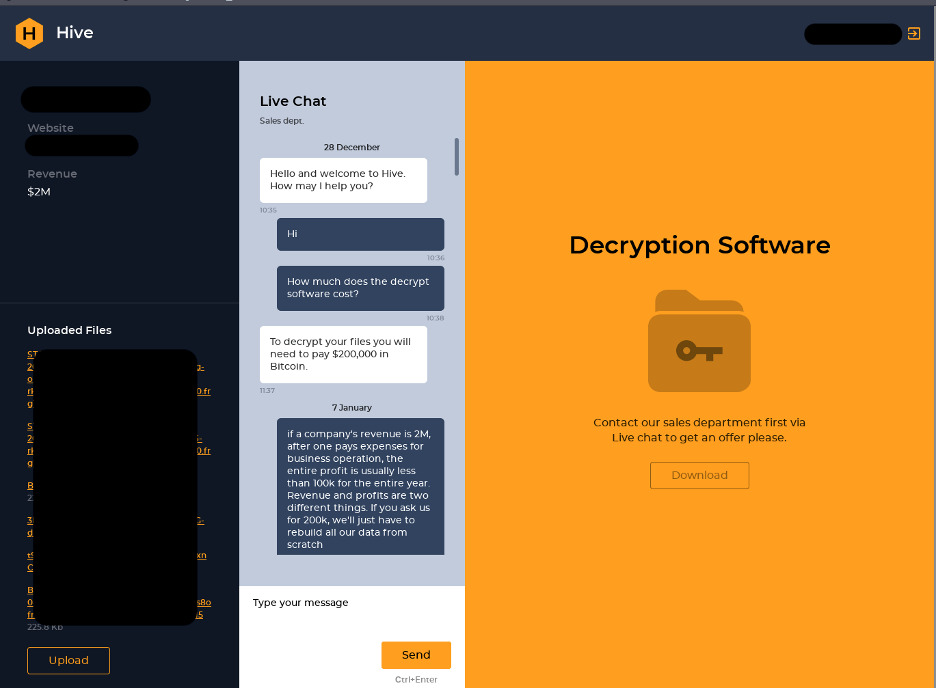 Hive
Website
Revenue
$2M
Uploaded Files
225.8 Kb
Upload
Live Chat
Sales dept.
28 December
Hello and welcome to Hive.
How may I help you?
10:35
Hi
10:36
How much does the decrypt
software cost?
10:38
To decrypt your files you will
need to pay $200,000 in
Bitcoin.
11:37
7 January
if a company's revenue is 2M,
after one pays expenses for
business operation, the
entire profit is usually less
than 100k for the entire year.
Revenue and profits are two
different things. If you ask us
for 200k, we'll just have to
rebuild all our data from
scratch
Type your message
Send
Ctrl+Enter
Decryption Software
Contact our sales department first via
Live chat to get an offer please.
Download